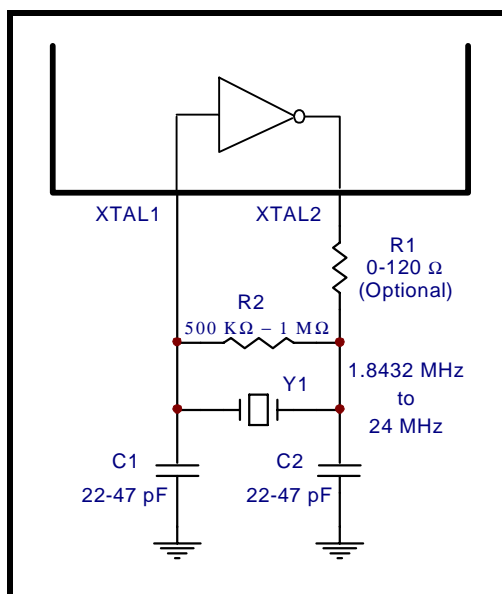 XTAL1 XTAL2
R1
0-120 Ω
(Optional)
R2
500 KΩ – 1 MΩ
Y1
1.8432 MHz
to
24 MHz
C1
22-47 pF
C2
22-47 pF